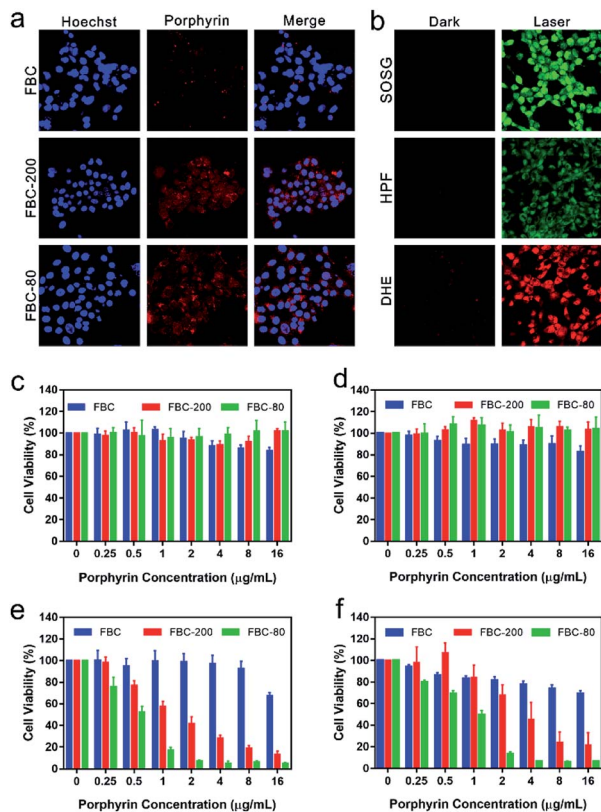 a
Hoechst Porphyrin Merge
FBC
FBC-200
FBC-80
b
Dark Laser
SOSG
HPF
DHE
c
FBC FBC-200 FBC-80
Cell Viability (%)
140
120
100
80
60
40
20
0
0 0.25 0.5 1 2 4 8 16
Porphyrin Concentration (μg/mL)
d
FBC FBC-200 FBC-80
Cell Viability (%)
140
120
100
80
60
40
20
0
0 0.25 0.5 1 2 4 8 16
Porphyrin Concentration (μg/mL)
e
FBC FBC-200 FBC-80
Cell Viability (%)
140
120
100
80
60
40
20
0
0 0.25 0.5 1 2 4 8 16
Porphyrin Concentration (μg/mL)
f
FBC FBC-200 FBC-80
Cell Viability (%)
140
120
100
80
60
40
20
0
0 0.25 0.5 1 2 4 8 16
Porphyrin Concentration (μg/mL)